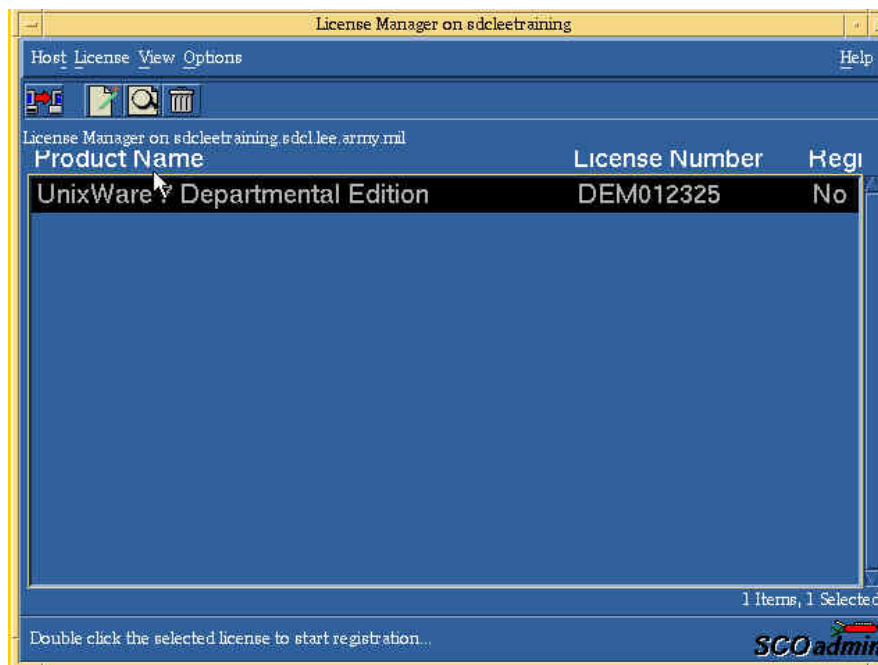 License Manager on sdcleetraining
Host License View Options Help
License Manager on sdcleetraining.sdcl.lee.army.mil
Product Name License Number Regi
UnixWare 7 Departmental Edition DEM012325 No
1 Items, 1 Selected
Double click the selected license to start registration...
SCOadmin